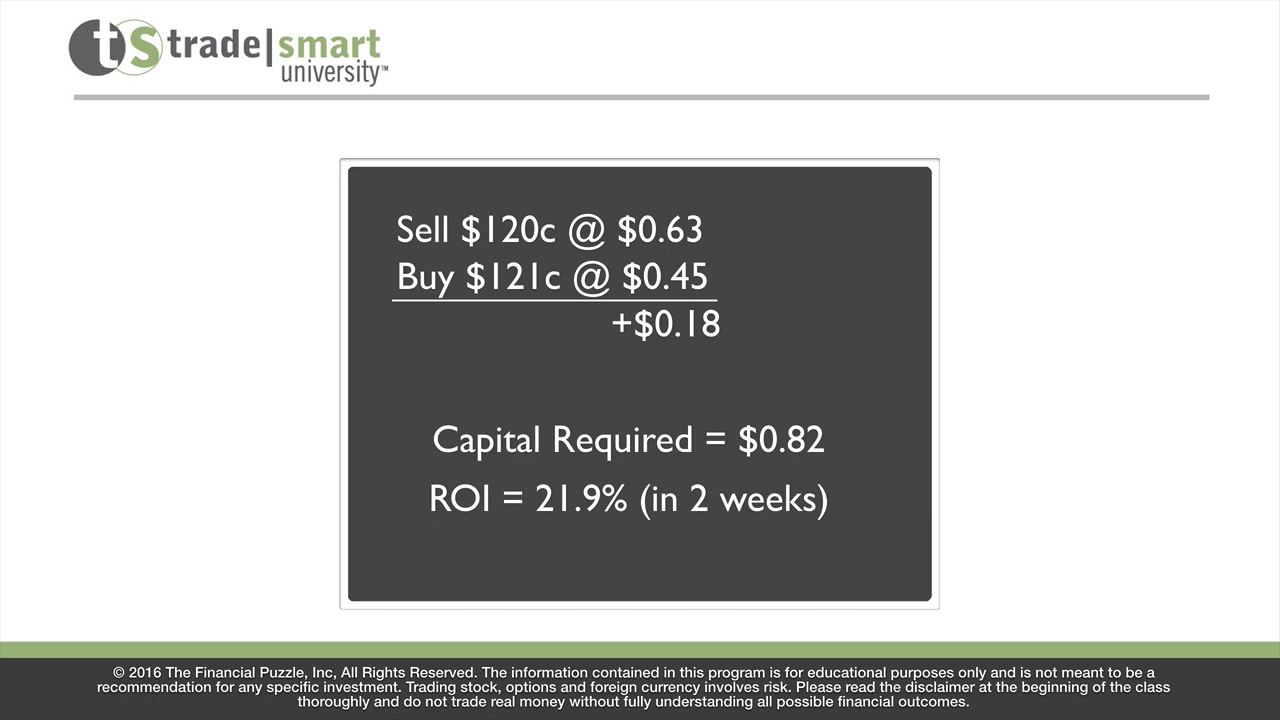 ts trade|smart
university™
Sell $120c @ $0.63
Buy $121c @ $0.45
+$0.18
Capital Required = $0.82
ROI = 21.9% (in 2 weeks)
© 2016 The Financial Puzzle, Inc, All Rights Reserved. The information contained in this program is for educational purposes only and is not meant to be a
recommendation for any specific investment. Trading stock, options and foreign currency involves risk. Please read the disclaimer at the beginning of the class
thoroughly and do not trade real money without fully understanding all possible financial outcomes.